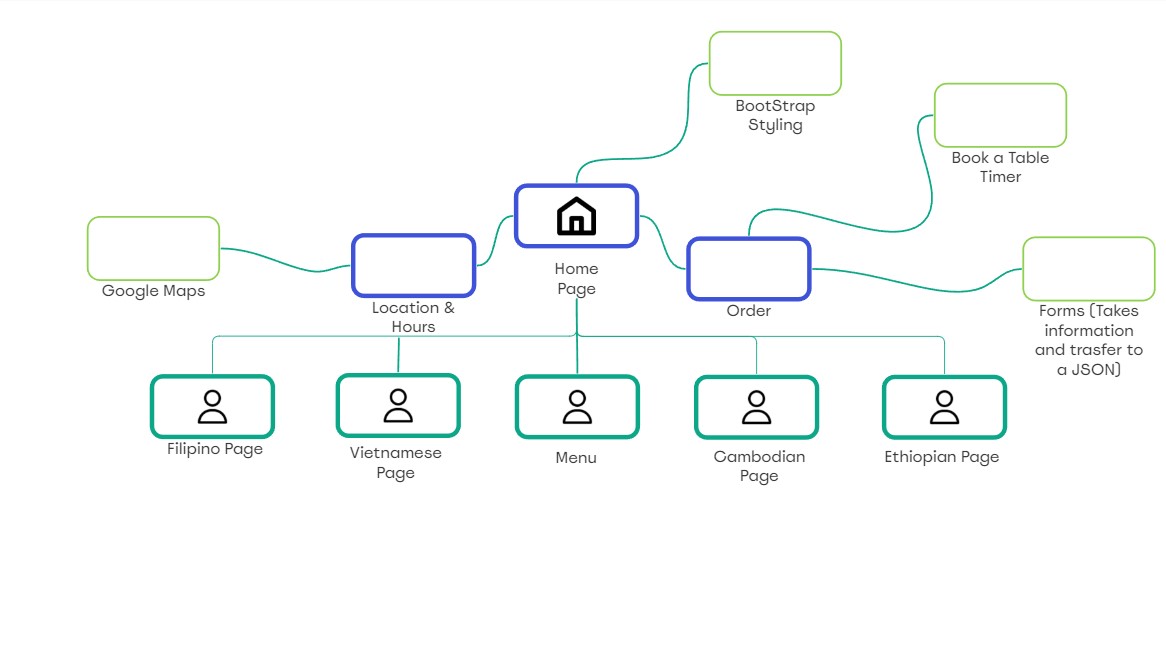 BootStrap
Styling
Book a Table
Timer
Home
Page
Google Maps
Location &
Hours
Order
Forms (Takes
information
and trasfer to
a JSON)
Filipino Page
Vietnamese
Page
Menu
Cambodian
Page
Ethiopian Page